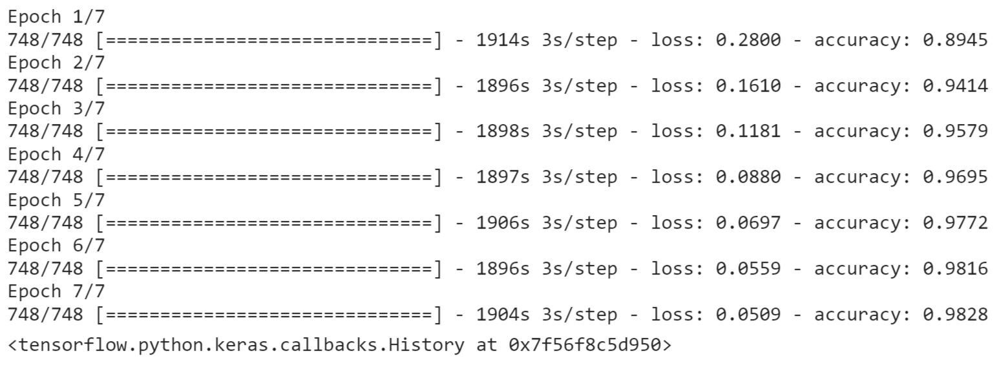 Epoch 1/7
748/748 [==============================] - 1914s 3s/step - loss: 0.2800 - accuracy: 0.8945
Epoch 2/7
748/748 [==============================] - 1896s 3s/step - loss: 0.1610 - accuracy: 0.9414
Epoch 3/7
748/748 [==============================] - 1898s 3s/step - loss: 0.1181 - accuracy: 0.9579
Epoch 4/7
748/748 [==============================] - 1897s 3s/step - loss: 0.0880 - accuracy: 0.9695
Epoch 5/7
748/748 [==============================] - 1906s 3s/step - loss: 0.0697 - accuracy: 0.9772
Epoch 6/7
748/748 [==============================] - 1896s 3s/step - loss: 0.0559 - accuracy: 0.9816
Epoch 7/7
748/748 [==============================] - 1904s 3s/step - loss: 0.0509 - accuracy: 0.9828
<tensorflow.python.keras.callbacks.History at 0x7f56f8c5d950>